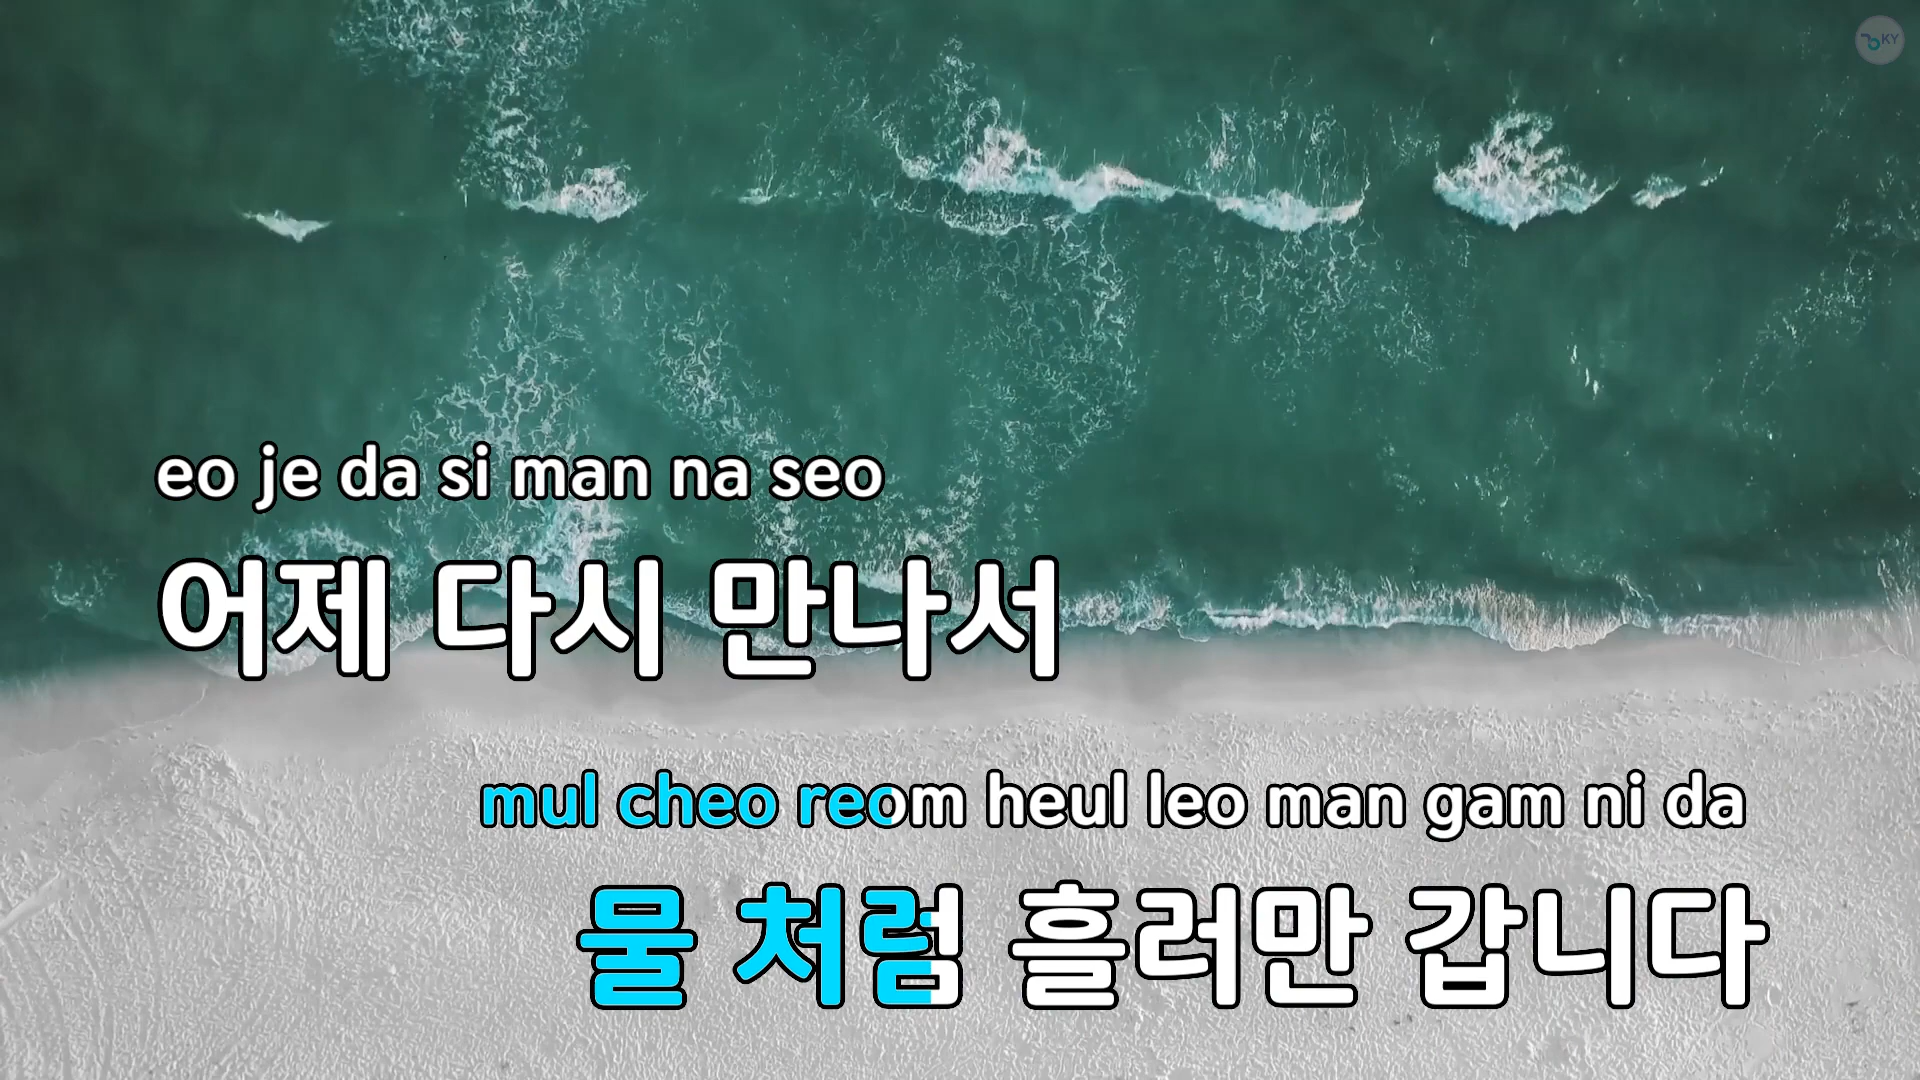 KY
eo je da si man na seo
어제 다시 만나서
mul cheo reom heul leo man gam ni da
물 처럼 흘러만 갑니다